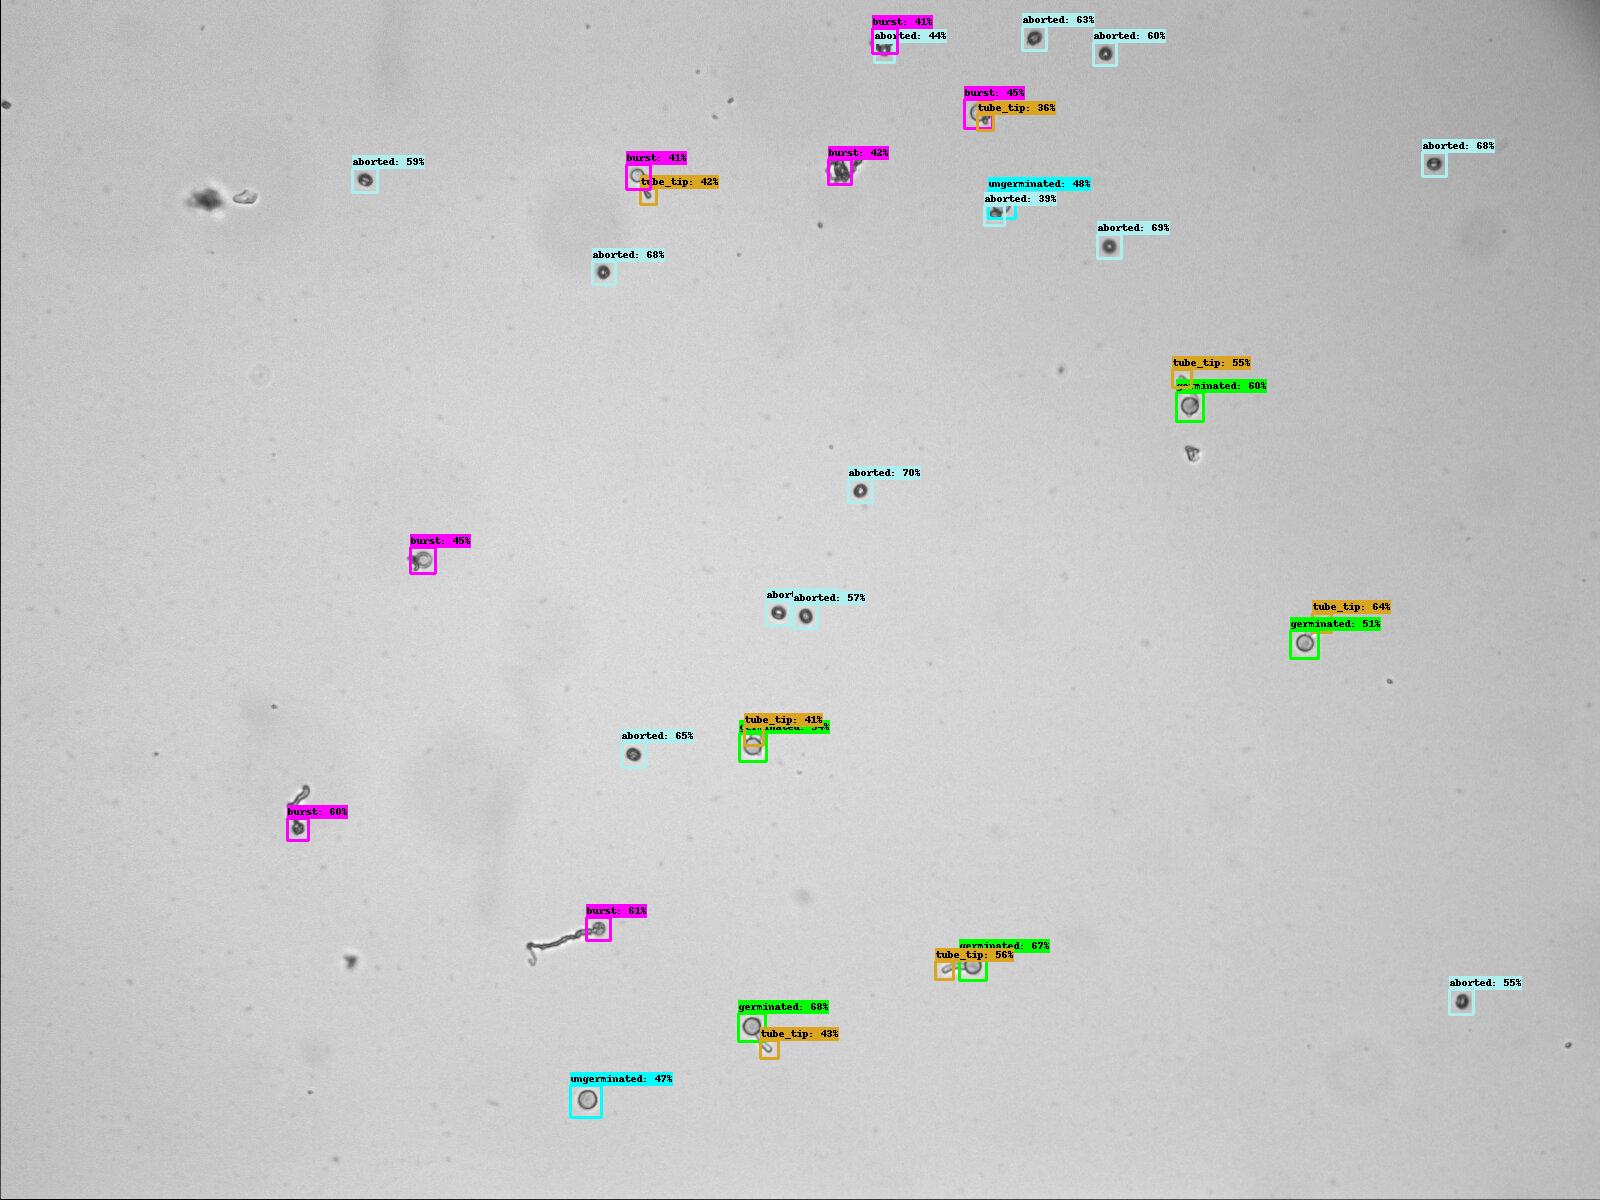 burst: 41%
aborted: 63%
aborted: 44%
aborted: 60%
burst: 45%
tube_tip: 36%
aborted: 68%
burst: 42%
burst: 41%
aborted: 59%
tube_tip: 42%
ungerminated: 48%
aborted: 39%
aborted: 69%
aborted: 68%
tube_tip: 55%
germinated: 60%
aborted: 70%
burst: 45%
abort
aborted: 57%
tube_tip: 64%
germinated: 51%
tube_tip: 41%
aborted: 65%
burst: 60%
burst: 61%
germinated: 67%
tube_tip: 56%
aborted: 55%
germinated: 68%
tube_tip: 43%
ungerminated: 47%